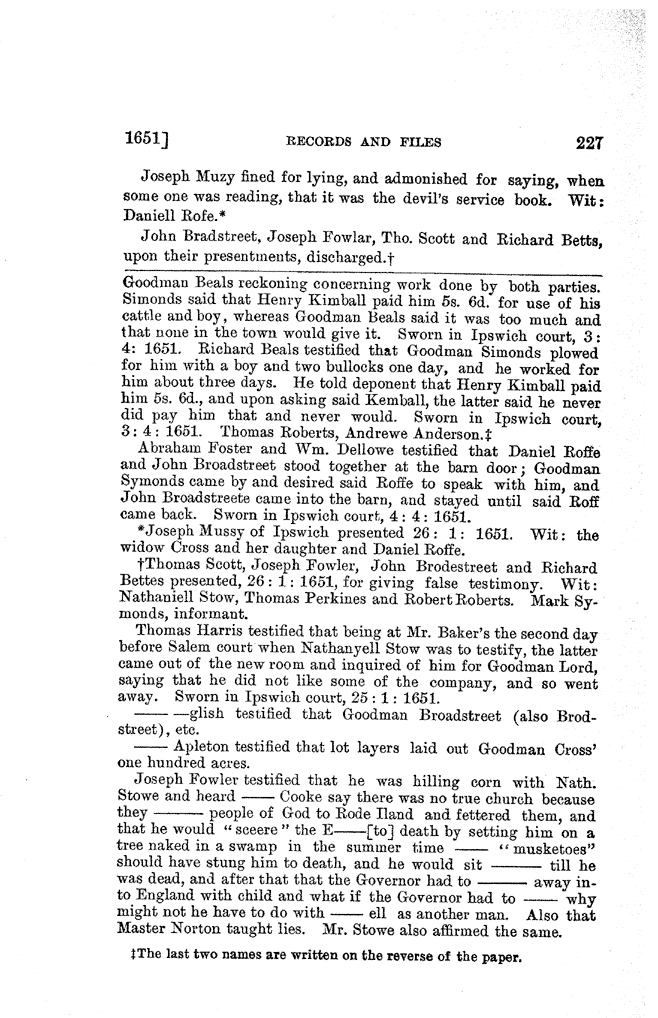 1651] RECORDS AND FILES 227
Joseph Muzy fined for lying, and admonished for saying, when
some one was reading, that it was the devil's service book. Wit:
Daniell Rofe.*
John Bradstreet, Joseph Fowlar, Tho. Scott and Richard Betts,
upon their presentments, discharged.†
Goodman Beals reckoning concerning work done by both parties.
Simonds said that Henry Kimball paid him 5s. 6d. for use of his
cattle and boy, whereas Goodman Beals said it was too much and
that none in the town would give it. Sworn in Ipswich court, 3:
4: 1651. Richard Beals testified that Goodman Simonds plowed
for him with a boy and two bullocks one day, and he worked for
him about three days. He told deponent that Henry Kimball paid
him 5s. 6d., and upon asking said Kemball, the latter said he never
did pay him that and never would. Sworn in Ipswich court,
3: 4: 1651. Thomas Roberts, Andrewe Anderson.‡
Abraham Foster and Wm. Dellowe testified that Daniel Roffe
and John Broadstreet stood together at the barn door; Goodman
Symonds came by and desired said Roffe to speak with him, and
John Broadstreete came into the barn, and stayed until said Roff
came back. Sworn in Ipswich court, 4: 4: 1651.
*Joseph Mussy of Ipswich presented 26: 1: 1651. Wit: the
widow Cross and her daughter and Daniel Roffe.
†Thomas Scott, Joseph Fowler, John Brodestreet and Richard
Bettes presented, 26: 1: 1651, for giving false testimony. Wit:
Nathaniell Stow, Thomas Perkines and Robert Roberts. Mark Sy-
monds, informant.
Thomas Harris testified that being at Mr. Baker's the second day
before Salem court when Nathanyell Stow was to testify, the latter
came out of the new room and inquired of him for Goodman Lord,
saying that he did not like some of the company, and so went
away. Sworn in Ipswich court, 25: 1: 1651.
—— —glish testified that Goodman Broadstreet (also Brod-
street), etc.
—— Apleton testified that lot layers laid out Goodman Cross'
one hundred acres.
Joseph Fowler testified that he was hilling corn with Nath.
Stowe and heard —— Cooke say there was no true church because
they —— people of God to Rode Iland and fettered them, and
that he would "sceere" the E——[to] death by setting him on a
tree naked in a swamp in the summer time —— "musketoes"
should have stung him to death, and he would sit —— till he
was dead, and after that that the Governor had to —— away in-
to England with child and what if the Governor had to —— why
might not he have to do with —— ell as another man. Also that
Master Norton taught lies. Mr. Stowe also affirmed the same.
‡The last two names are written on the reverse of the paper.